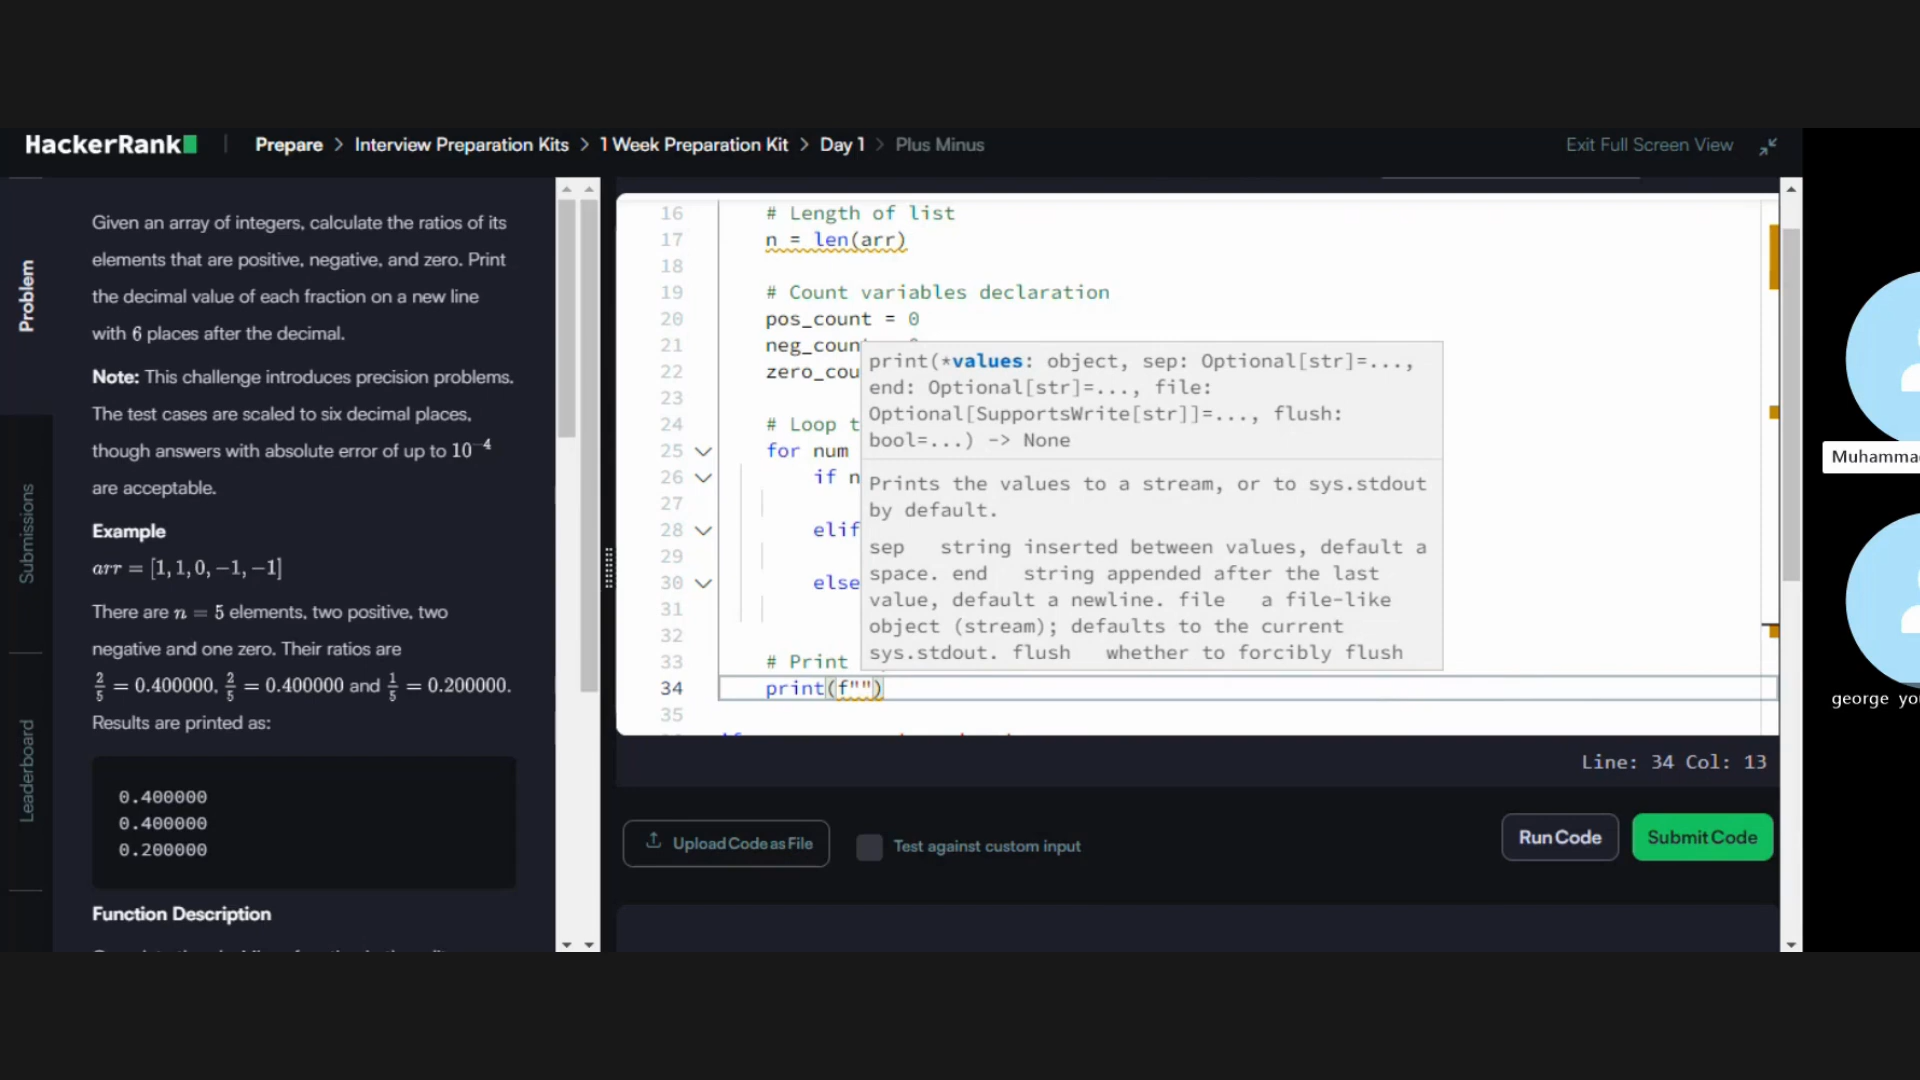 HackerRank
Prepare > Interview Preparation Kits > 1 Week Preparation Kit > Day 1 > Plus Minus
Exit Full Screen View
Problem
Submissions
Leaderboard
Given an array of integers, calculate the ratios of its
elements that are positive, negative, and zero. Print
the decimal value of each fraction on a new line
with 6 places after the decimal.
Note: This challenge introduces precision problems.
The test cases are scaled to six decimal places,
though answers with absolute error of up to 10⁻⁴
are acceptable.
Example
arr = [1, 1, 0, −1, −1]
There are n = 5 elements, two positive, two
negative and one zero. Their ratios are
2/5 = 0.400000, 2/5 = 0.400000 and 1/5 = 0.200000.
Results are printed as:
0.400000
0.400000
0.200000
Function Description
16 # Length of list
17 n = len(arr)
18
19 # Count variables declaration
20 pos_count = 0
21 neg_coun
22 zero_cou
23
24 # Loop t
25 for num
26 if n
27
28 elif
29
30 else
31
32
33 # Print
34 print(f"")
35
print(*values: object, sep: Optional[str]=...,
end: Optional[str]=..., file:
Optional[SupportsWrite[str]]=..., flush:
bool=...) -> None
Prints the values to a stream, or to sys.stdout
by default.
sep string inserted between values, default a
space. end string appended after the last
value, default a newline. file a file-like
object (stream); defaults to the current
sys.stdout. flush whether to forcibly flush
Line: 34 Col: 13
Upload Code as File
Test against custom input
Run Code
Submit Code
Muhamma
george you